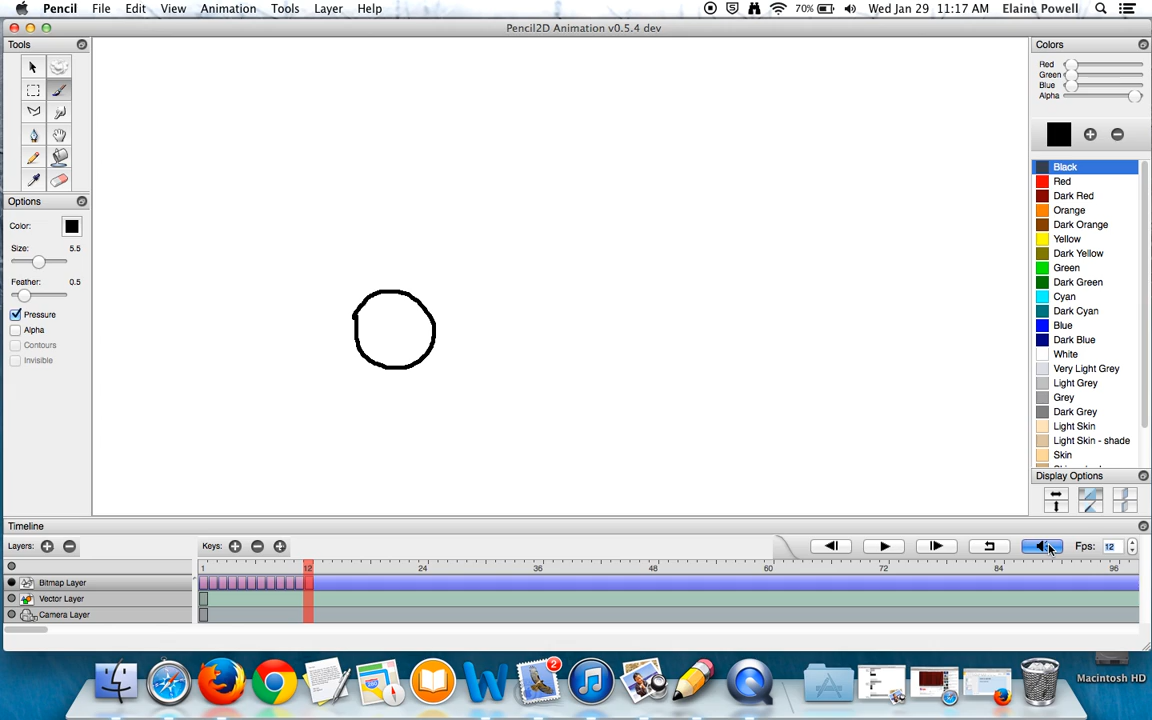 Pencil File Edit View Animation Tools Layer Help 70% Wed Jan 29 11:17 AM Elaine Powell
Pencil2D Animation v0.5.4 dev
Tools
Options
Color:
Size: 5.5
Feather: 0.5
Pressure
Alpha
Contours
Invisible
Colors
Red
Green
Blue
Alpha
Black
Red
Dark Red
Orange
Dark Orange
Yellow
Dark Yellow
Green
Dark Green
Cyan
Dark Cyan
Blue
Dark Blue
White
Very Light Grey
Light Grey
Grey
Dark Grey
Light Skin
Light Skin - shade
Skin
Display Options
Timeline
Layers: Keys: Fps: 12
1 12 24 36 48 60 72 84 96
Bitmap Layer
Vector Layer
Camera Layer
2
Macintosh HD